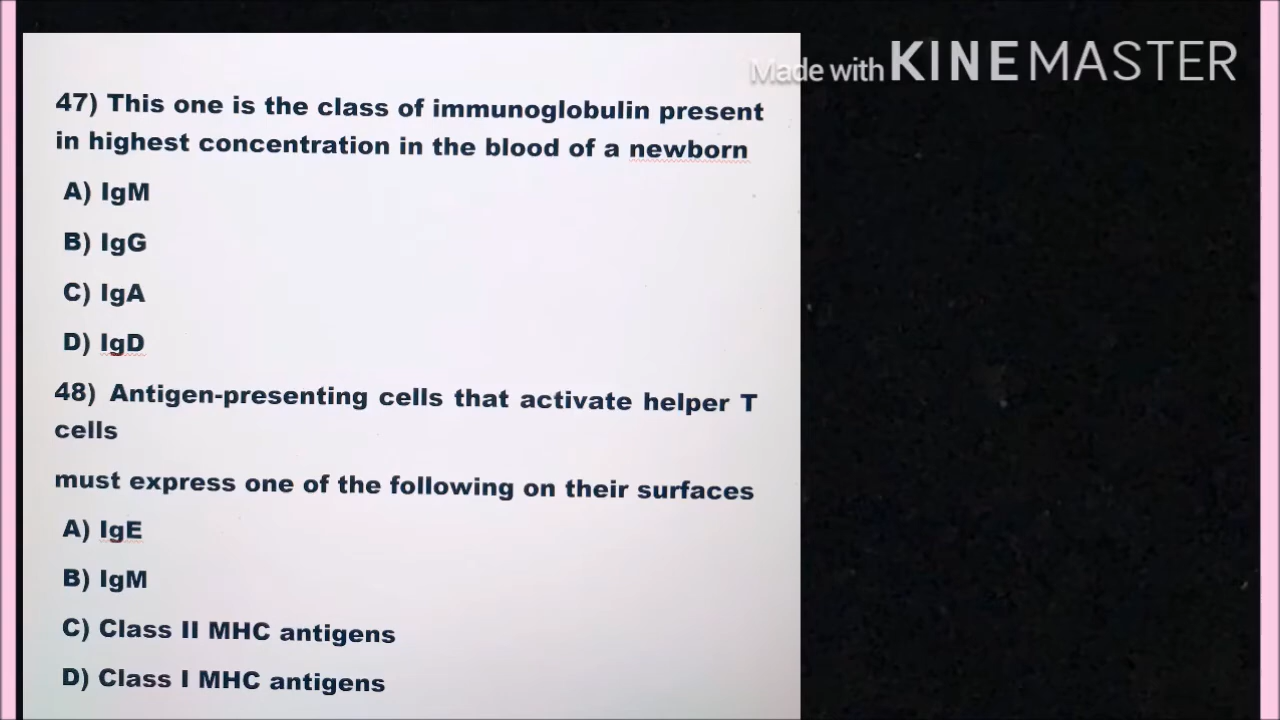 Made with KINEMASTER
47) This one is the class of immunoglobulin present
in highest concentration in the blood of a newborn
A) IgM
B) IgG
C) IgA
D) IgD
48) Antigen-presenting cells that activate helper T
cells
must express one of the following on their surfaces
A) IgE
B) IgM
C) Class II MHC antigens
D) Class I MHC antigens